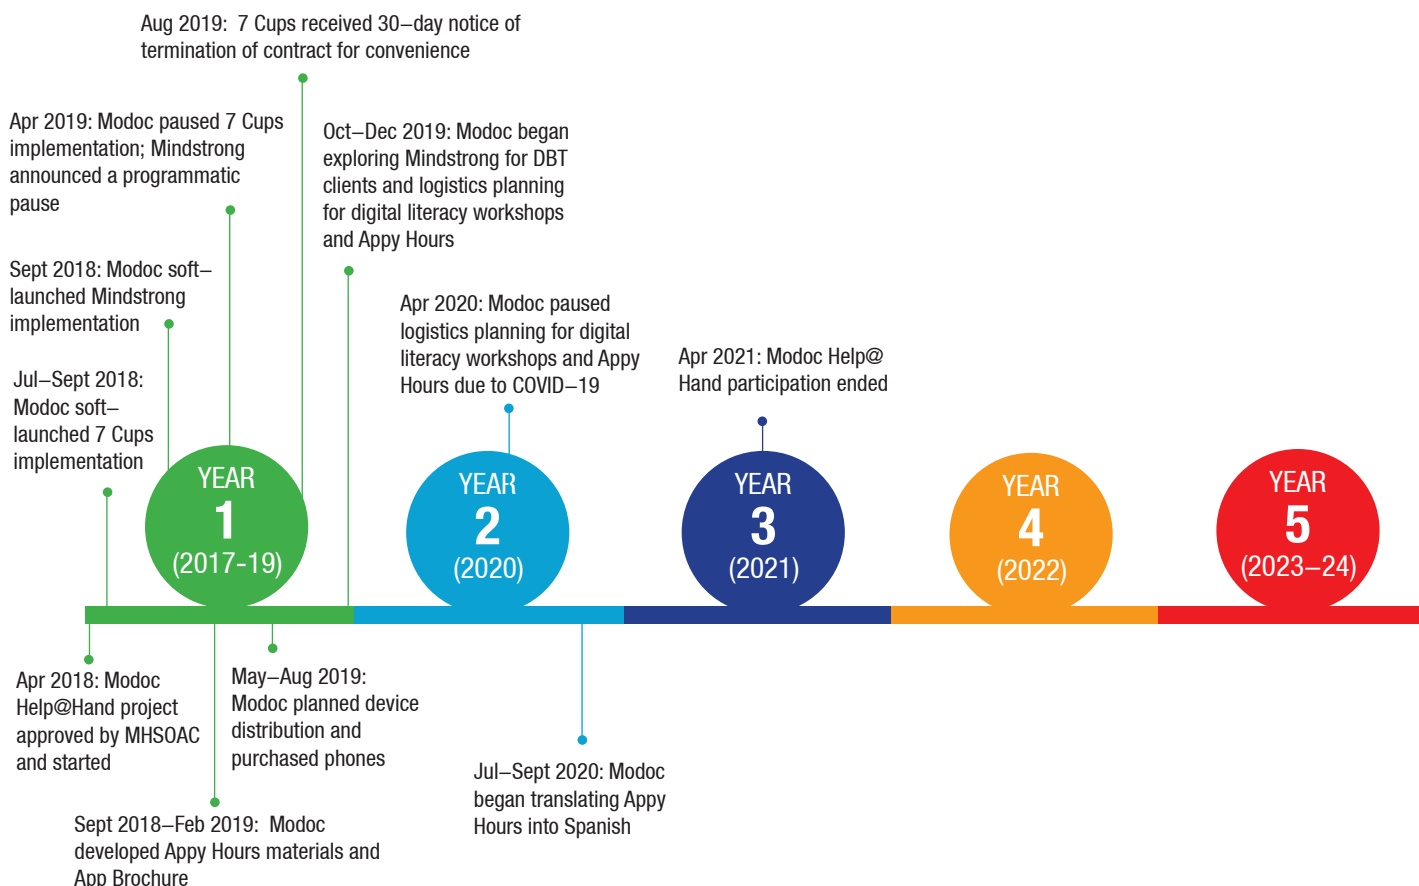 Aug 2019:  7 Cups received 30–day notice of
termination of contract for convenience
Apr 2019: Modoc paused 7 Cups
implementation; Mindstrong
announced a programmatic
pause
Oct–Dec 2019: Modoc began
exploring Mindstrong for DBT
clients and logistics planning
for digital literacy workshops
and Appy Hours
Sept 2018: Modoc soft–
launched Mindstrong
implementation
Jul–Sept 2018:
Modoc soft–
launched 7 Cups
implementation
Apr 2020: Modoc paused
logistics planning for digital
literacy workshops and Appy
Hours due to COVID–19
Apr 2021: Modoc Help@
Hand participation ended
YEAR
1
(2017-19)
YEAR
2
(2020)
YEAR
3
(2021)
YEAR
4
(2022)
YEAR
5
(2023–24)
Apr 2018: Modoc
Help@Hand project
approved by MHSOAC
and started
May–Aug 2019:
Modoc planned device
distribution and
purchased phones
Sept 2018–Feb 2019:  Modoc
developed Appy Hours materials and
App Brochure
Jul–Sept 2020: Modoc
began translating Appy
Hours into Spanish